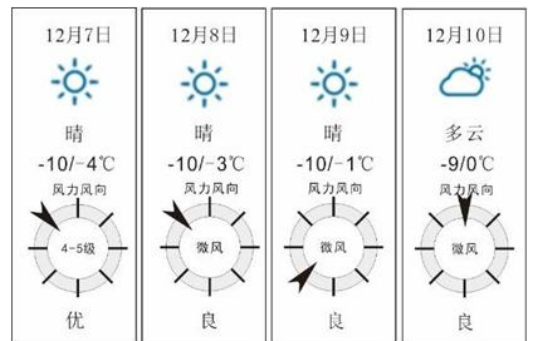 12月7日
晴
-10/-4℃
风力风向
4-5级
优
12月8日
晴
-10/-3℃
风力风向
微风
良
12月9日
晴
-10/-1℃
风力风向
微风
良
12月10日
多云
-9/0℃
风力风向
微风
良